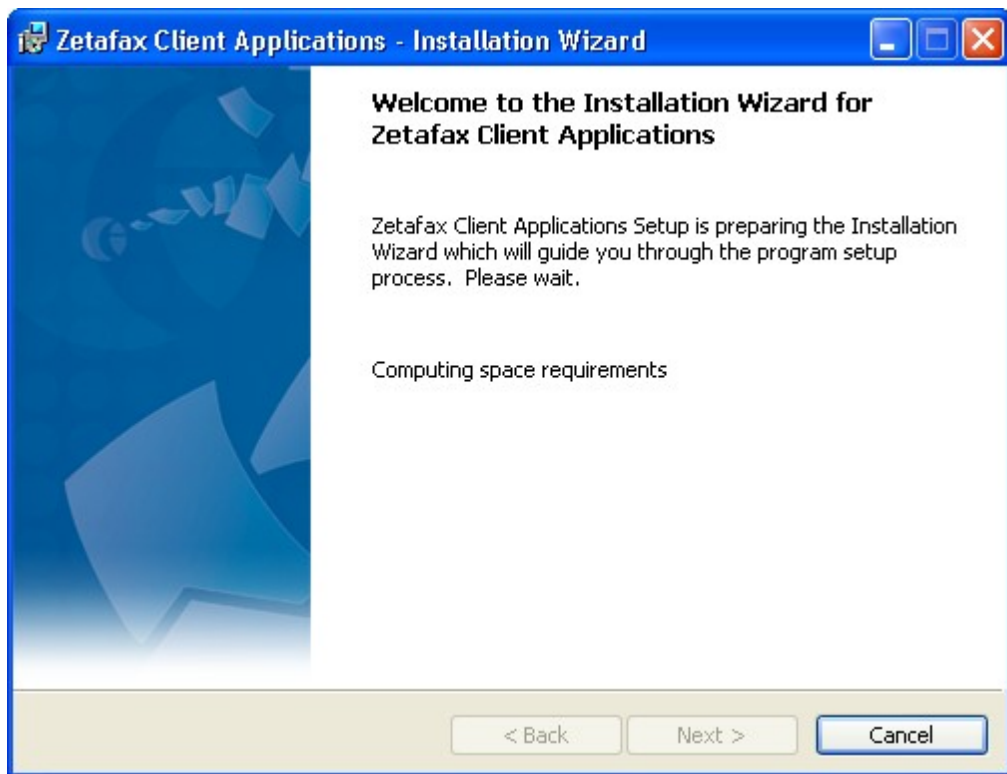 Zetafax Client Applications - Installation Wizard
Welcome to the Installation Wizard for
Zetafax Client Applications
Zetafax Client Applications Setup is preparing the Installation
Wizard which will guide you through the program setup
process. Please wait.
Computing space requirements
< Back Next > Cancel